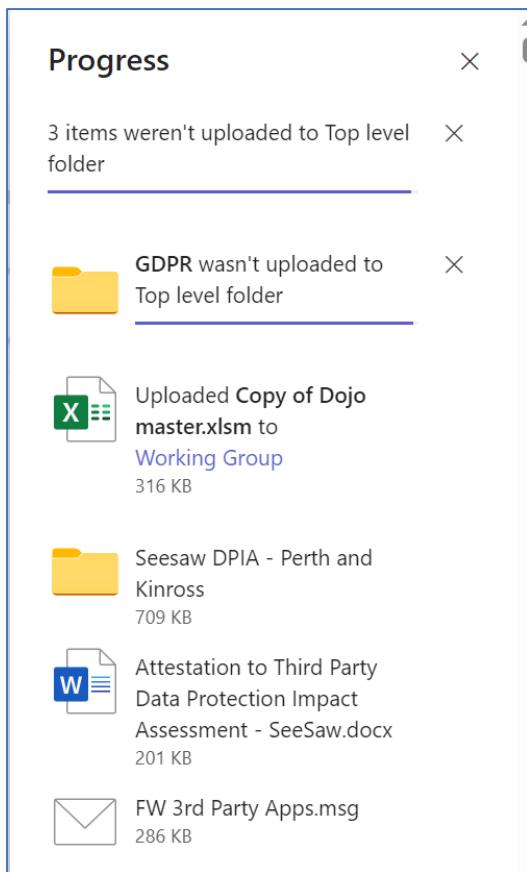 Progress
3 items weren't uploaded to Top level
folder
GDPR wasn't uploaded to
Top level folder
Uploaded Copy of Dojo
master.xlsm to
Working Group
316 KB
Seesaw DPIA - Perth and
Kinross
709 KB
Attestation to Third Party
Data Protection Impact
Assessment - SeeSaw.docx
201 KB
FW 3rd Party Apps.msg
286 KB